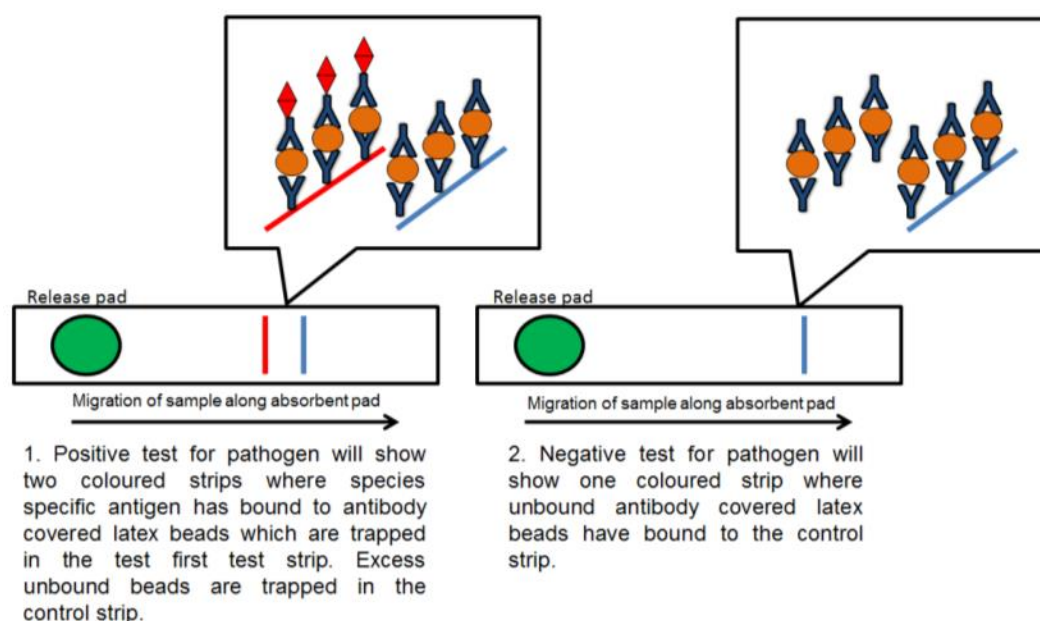 Release pad
Migration of sample along absorbent pad
1. Positive test for pathogen will show
two coloured strips where species
specific antigen has bound to antibody
covered latex beads which are trapped
in the test first test strip. Excess
unbound beads are trapped in the
control strip.
Release pad
Migration of sample along absorbent pad
2. Negative test for pathogen will
show one coloured strip where
unbound antibody covered latex
beads have bound to the control
strip.